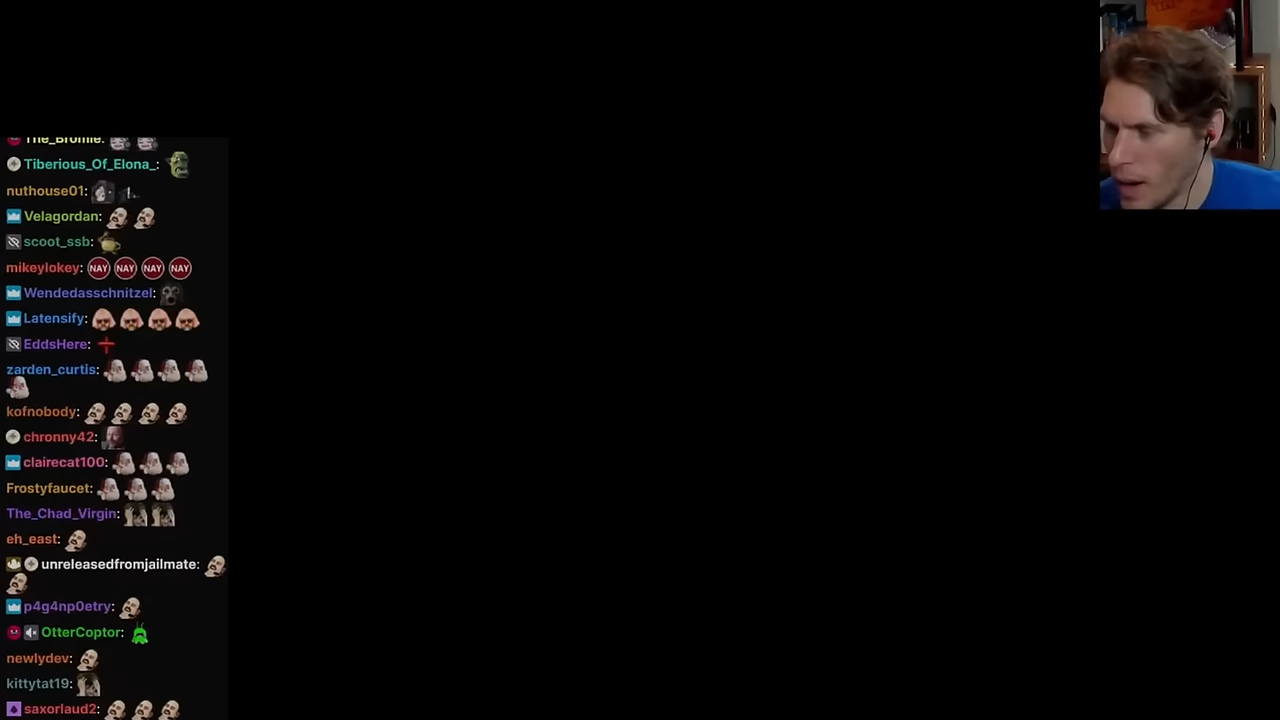 The_Bromie:
Tiberious_Of_Elona_:
nuthouse01:
Velagordan:
scoot_ssb:
mikeylokey: NAY NAY NAY NAY
Wendedasschnitzel:
Latensify:
EddsHere:
zarden_curtis:
kofnobody:
chronny42:
clairecat100:
Frostyfaucet:
The_Chad_Virgin:
eh_east:
unreleasedfromjailmate:
p4g4np0etry:
OtterCoptor:
newlydev:
kittytat19:
saxorlaud2: